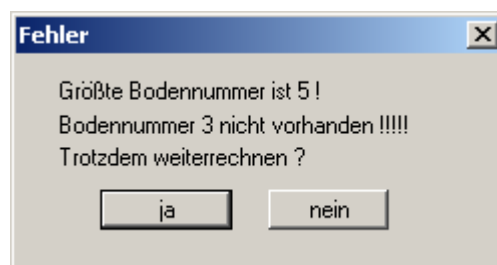 Fehler
Größte Bodennummer ist 5 !
Bodennummer 3 nicht vorhanden !!!!!
Trotzdem weiterrechnen ?
ja
nein